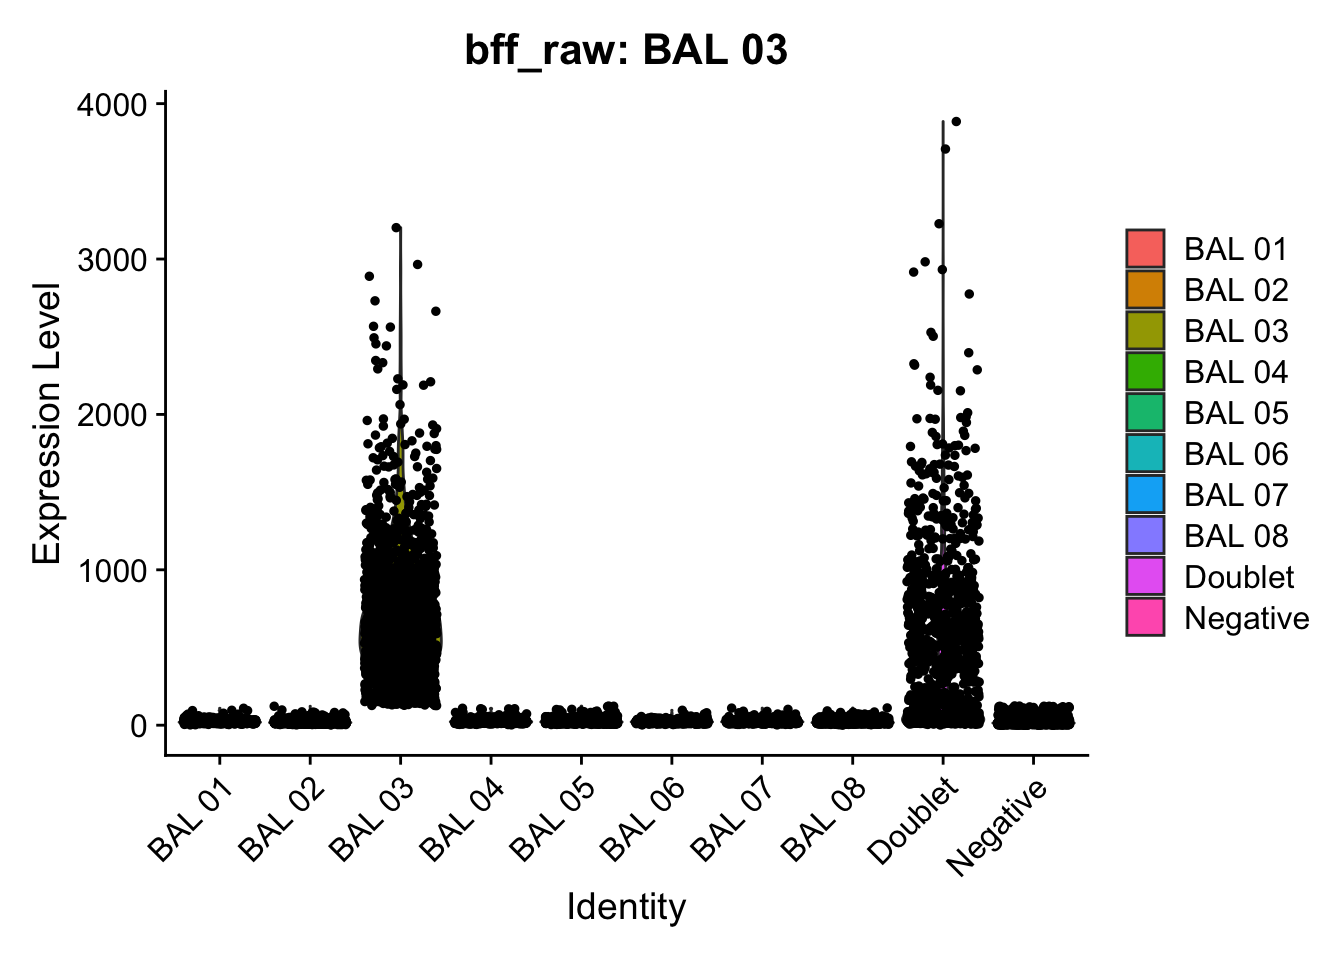 bff_raw: BAL 03
4000
3000
2000
1000
0
Expression Level
BAL 01
BAL 02
BAL 03
BAL 04
BAL 05
BAL 06
BAL 07
BAL 08
Doublet
Negative
Identity
BAL 01
BAL 02
BAL 03
BAL 04
BAL 05
BAL 06
BAL 07
BAL 08
Doublet
Negative